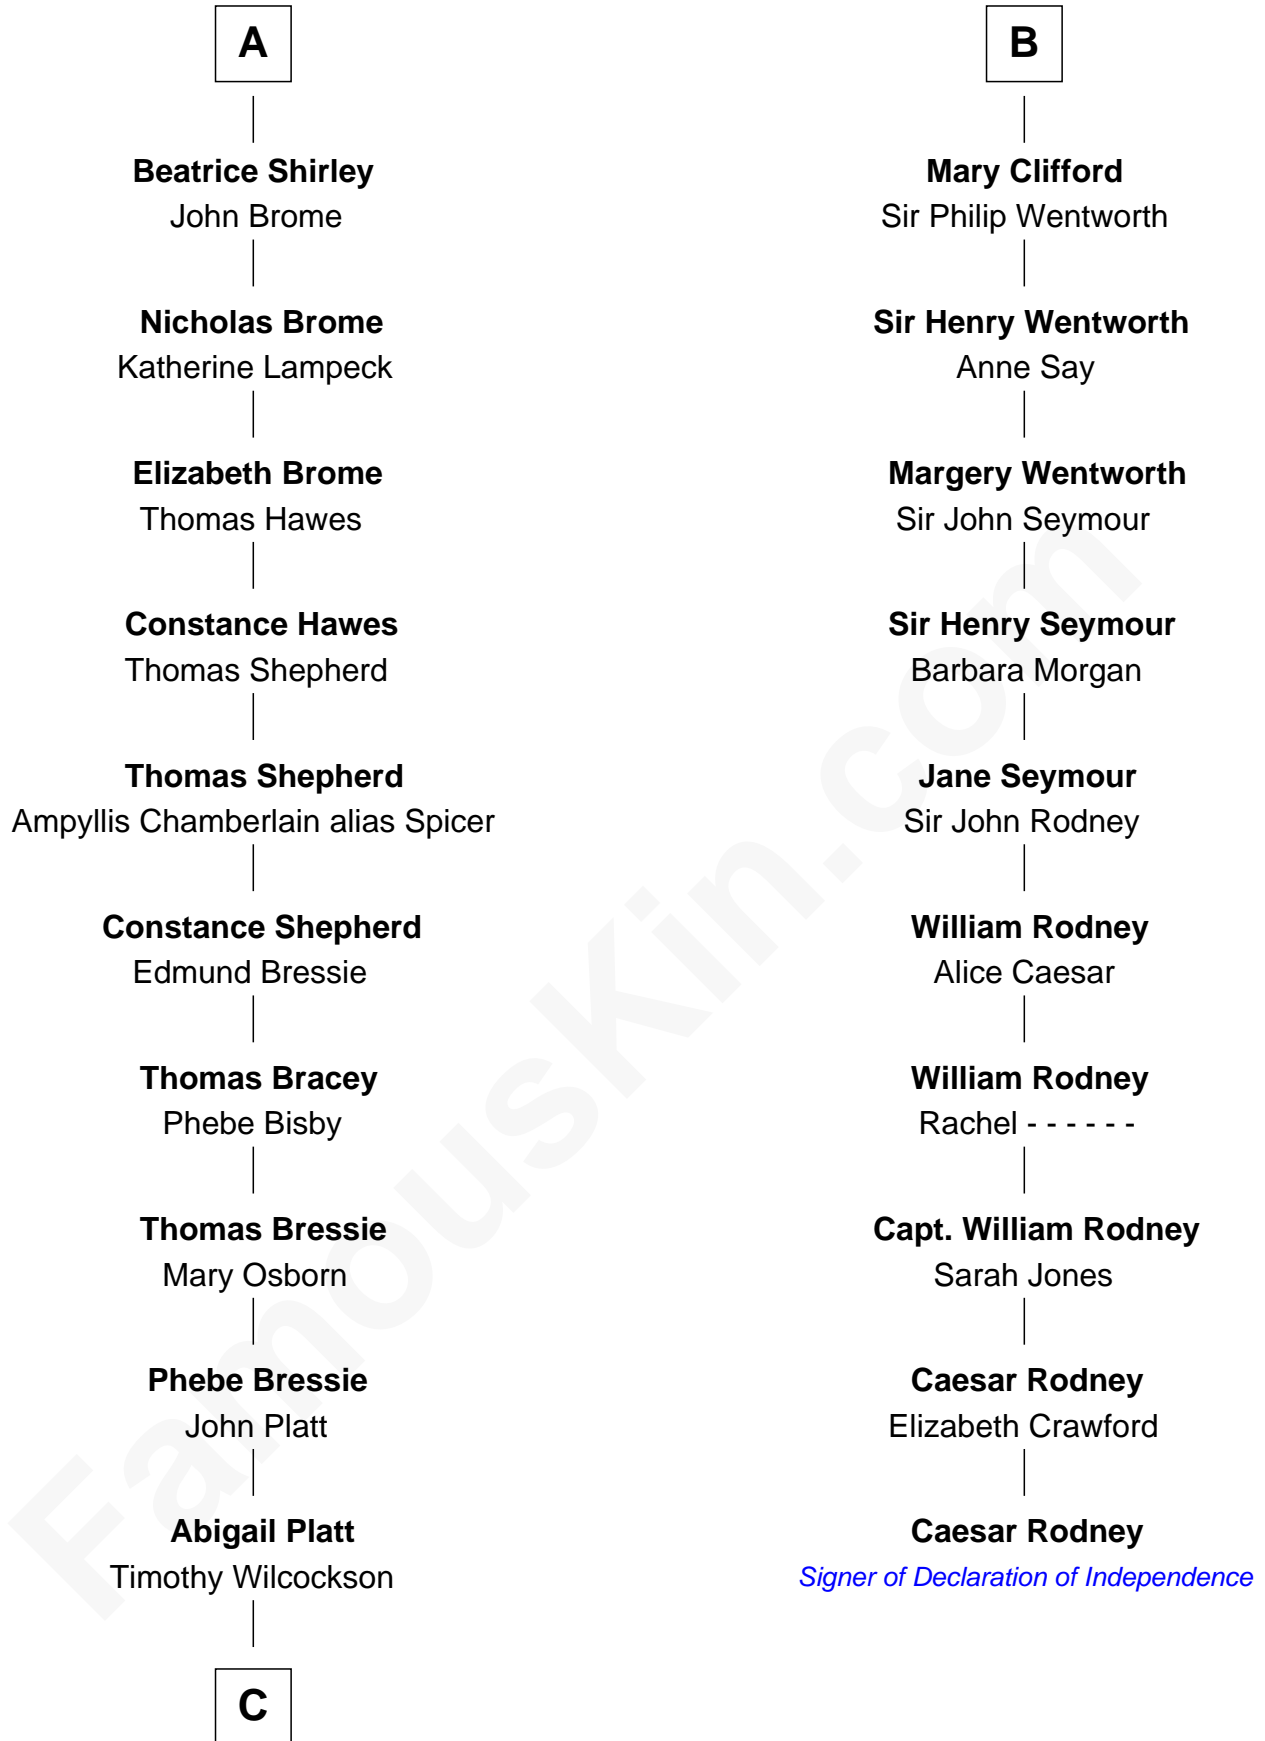 A
Beatrice Shirley
John Brome
Nicholas Brome
Katherine Lampeck
Elizabeth Brome
Thomas Hawes
Constance Hawes
Thomas Shepherd
Thomas Shepherd
Ampyllis Chamberlain alias Spicer
Constance Shepherd
Edmund Bressie
Thomas Bracey
Phebe Bisby
Thomas Bressie
Mary Osborn
Phebe Bressie
John Platt
Abigail Platt
Timothy Wilcockson
C
B
Mary Clifford
Sir Philip Wentworth
Sir Henry Wentworth
Anne Say
Margery Wentworth
Sir John Seymour
Sir Henry Seymour
Barbara Morgan
Jane Seymour
Sir John Rodney
William Rodney
Alice Caesar
William Rodney
Rachel - - - - - -
Capt. William Rodney
Sarah Jones
Caesar Rodney
Elizabeth Crawford
Caesar Rodney
Signer of Declaration of Independence
FamousKin.com